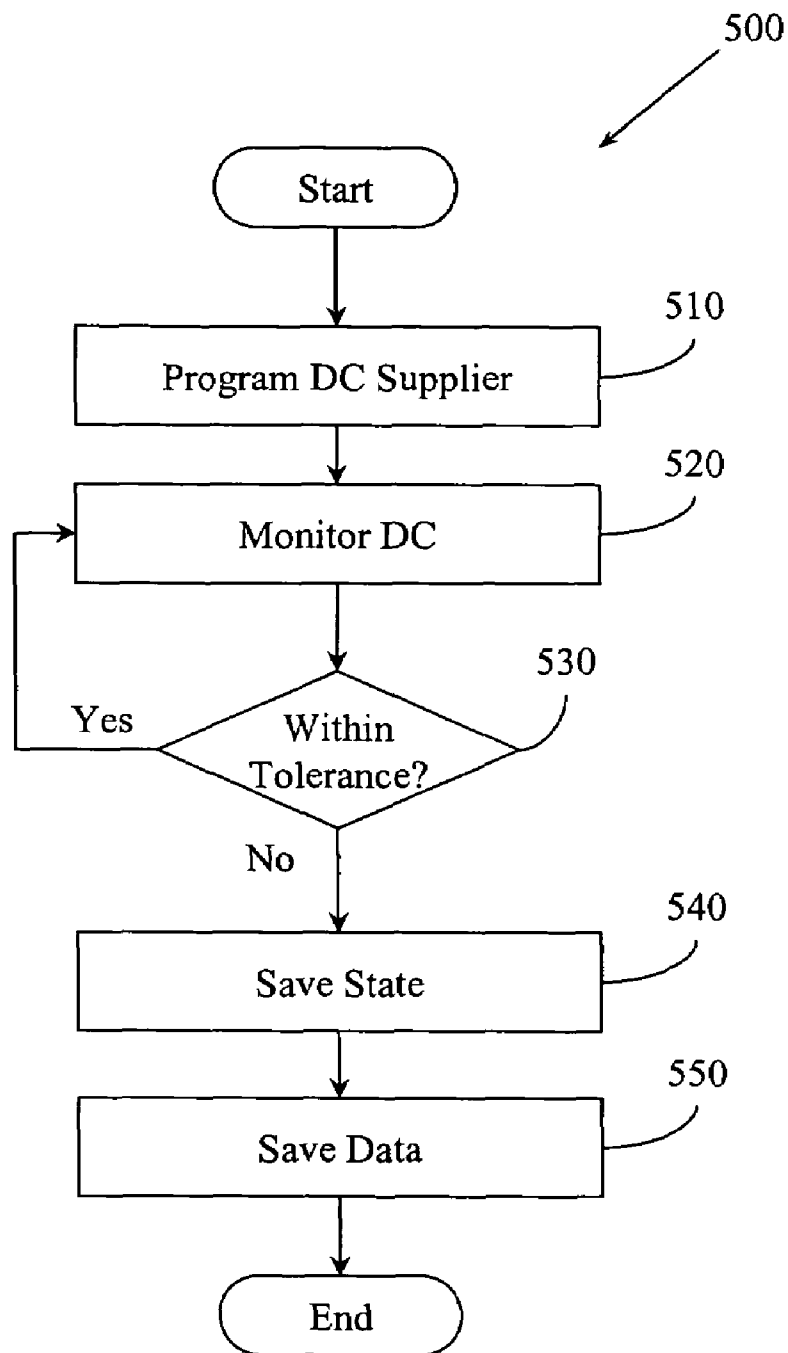 500
Start
510
Program DC Supplier
520
Monitor DC
530
Yes
Within
Tolerance?
No
540
Save State
550
Save Data
End